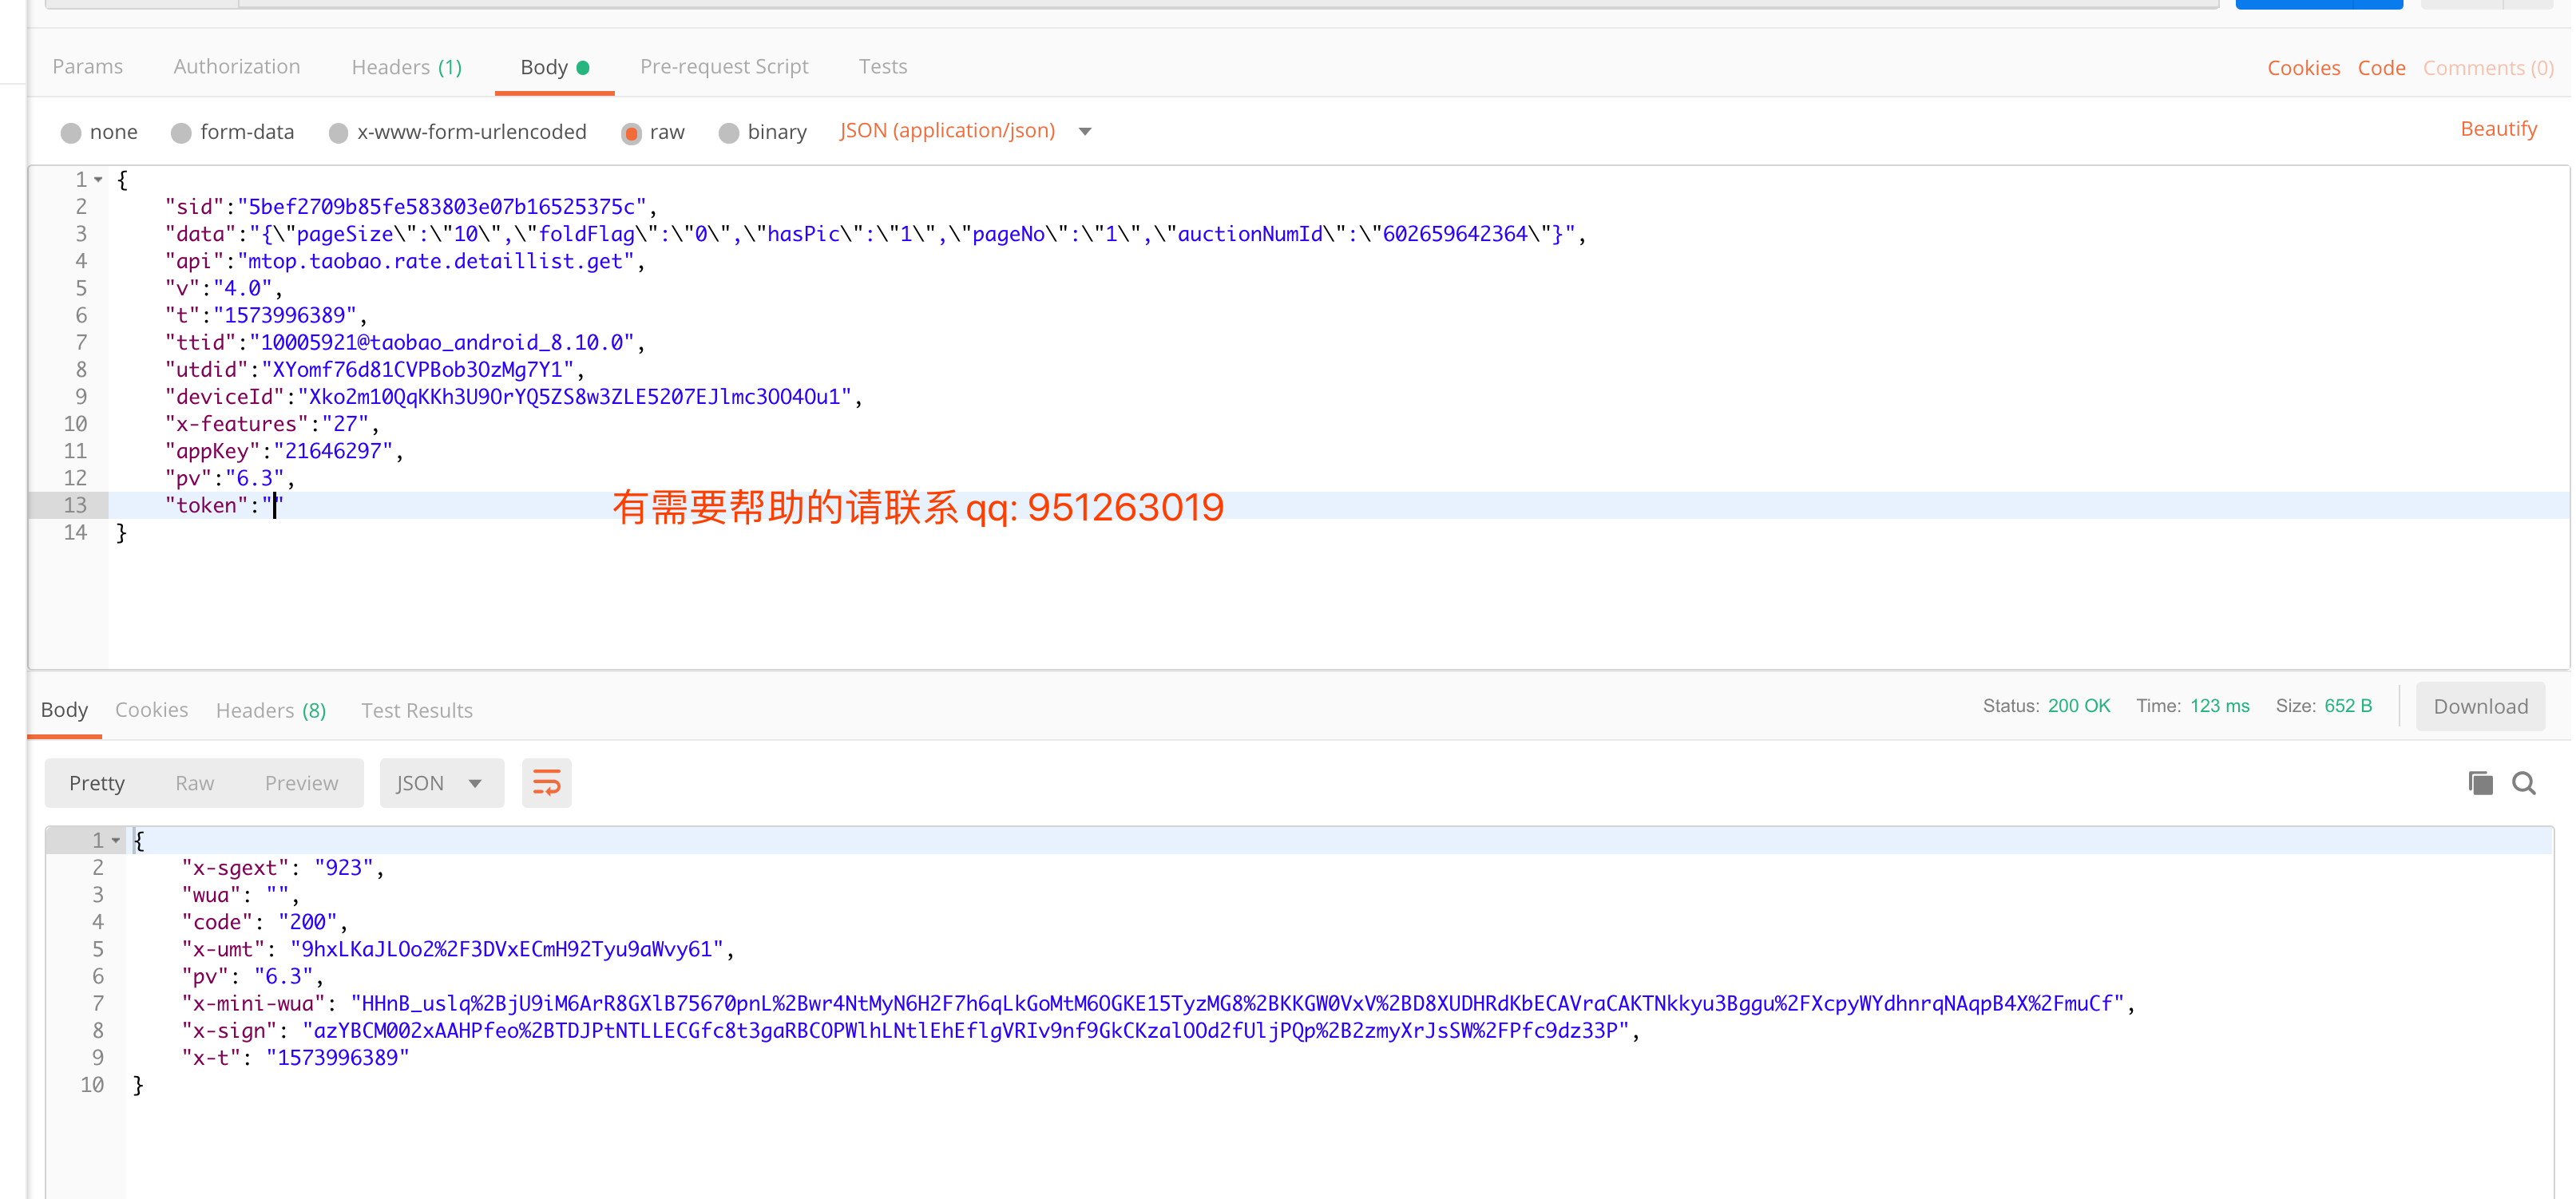 Params Authorization Headers (1) Body Pre-request Script Tests Cookies Code Comments (0)
none form-data x-www-form-urlencoded raw binary JSON (application/json) Beautify
1 {
2 "sid":"5bef2709b85fe583803e07b16525375c",
3 "data":"{\"pageSize\":\"10\",\"foldFlag\":\"0\",\"hasPic\":\"1\",\"pageNo\":\"1\",\"auctionNumId\":\"602659642364\"}",
4 "api":"mtop.taobao.rate.detaillist.get",
5 "v":"4.0",
6 "t":"1573996389",
7 "ttid":"10005921@taobao_android_8.10.0",
8 "utdid":"XYomf76d81CVPBob3OzMg7Y1",
9 "deviceId":"Xko2m10QqKKh3U9OrYQ5ZS8w3ZLE5207EJlmc3OO4Ou1",
10 "x-features":"27",
11 "appKey":"21646297",
12 "pv":"6.3",
13 "token":"" 有需要帮助的请联系qq: 951263019
14 }
Body Cookies Headers (8) Test Results Status: 200 OK Time: 123 ms Size: 652 B Download
Pretty Raw Preview JSON
1 {
2 "x-sgext": "923",
3 "wua": "",
4 "code": "200",
5 "x-umt": "9hxLKaJLOo2%2F3DVxECmH92Tyu9aWvy61",
6 "pv": "6.3",
7 "x-mini-wua": "HHnB_uslq%2BjU9iM6ArR8GXlB75670pnL%2Bwr4NtMyN6H2F7h6qLkGoMtM6OGKE15TyzMG8%2BKKGW0VxV%2BD8XUDHRdKbECAVraCAKTNkkyu3Bggu%2FXcpyWYdhnrqNAqpB4X%2FmuCf",
8 "x-sign": "azYBCM002xAAHPfeo%2BTDJPtNTLLECGfc8t3gaRBCOPWlhLNtlEhEflgVRIv9nf9GkCKzalOOd2fUljPQp%2B2zmyXrJsSW%2FPfc9dz33P",
9 "x-t": "1573996389"
10 }